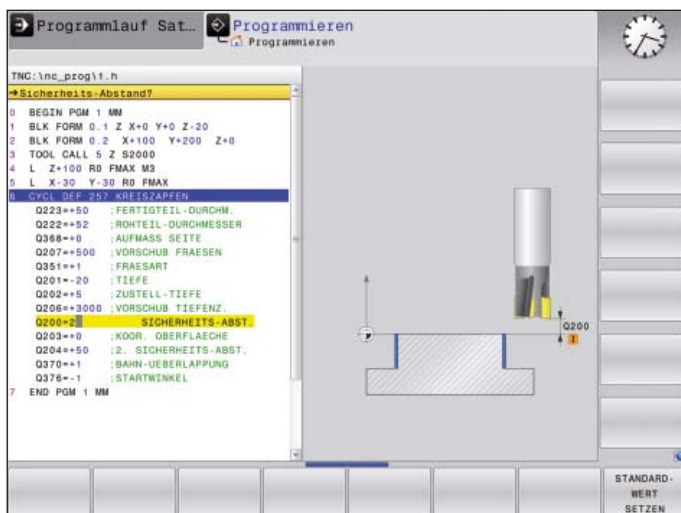 Programmlauf Sat...
Programmieren
Programmieren
TNC:\nc_prog\1.h
→Sicherheits-Abstand?
0 BEGIN PGM 1 MM
1 BLK FORM 0.1 Z X+0 Y+0 Z-20
2 BLK FORM 0.2 X+100 Y+200 Z+0
3 TOOL CALL 5 Z S2000
4 L Z+100 R0 FMAX M3
5 L X-30 Y-30 R0 FMAX
6 CYCL DEF 257 KREISZAPFEN
Q223=+50 ;FERTIGTEIL-DURCHM.
Q222=+52 ;ROHTEIL-DURCHMESSER
Q368=+0 ;AUFMASS SEITE
Q207=+500 ;VORSCHUB FRAESEN
Q351=+1 ;FRAESART
Q201=-20 ;TIEFE
Q202=+5 ;ZUSTELL-TIEFE
Q206=+3000 ;VORSCHUB TIEFENZ.
Q200=2 SICHERHEITS-ABST.
Q203=+0 ;KOOR. OBERFLAECHE
Q204=+50 ;2. SICHERHEITS-ABST.
Q370=+1 ;BAHN-UEBERLAPPUNG
Q376=-1 ;STARTWINKEL
7 END PGM 1 MM
Q200
1
STANDARD-
WERT
SETZEN